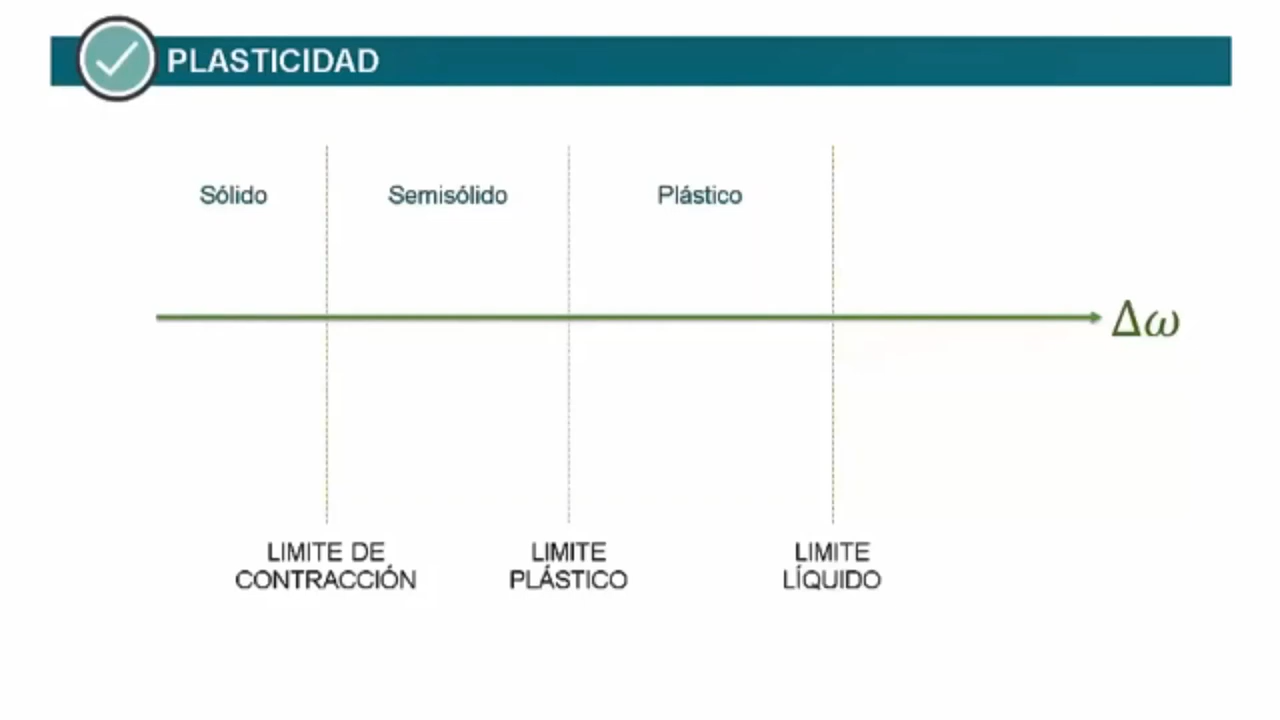 PLASTICIDAD
Sólido
Semisólido
Plástico
Δω
LIMITE DE
CONTRACCIÓN
LIMITE
PLÁSTICO
LIMITE
LÍQUIDO